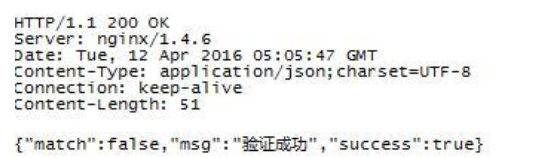 HTTP/1.1 200 OK
Server: nginx/1.4.6
Date: Tue, 12 Apr 2016 05:05:47 GMT
Content-Type: application/json;charset=UTF-8
Connection: keep-alive
Content-Length: 51
{"match":false,"msg":"验证成功","success":true}